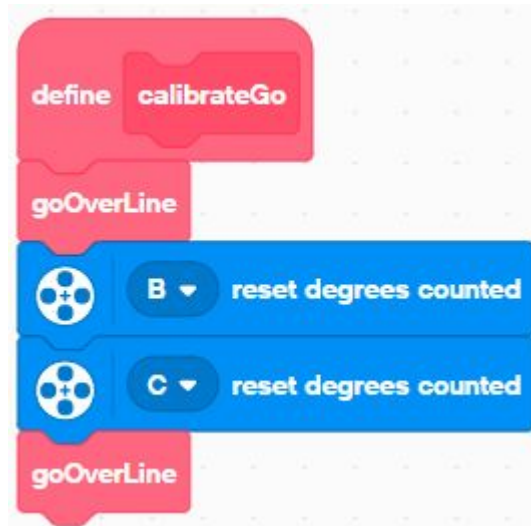 define calibrateGo
goOverLine
B reset degrees counted
C reset degrees counted
goOverLine